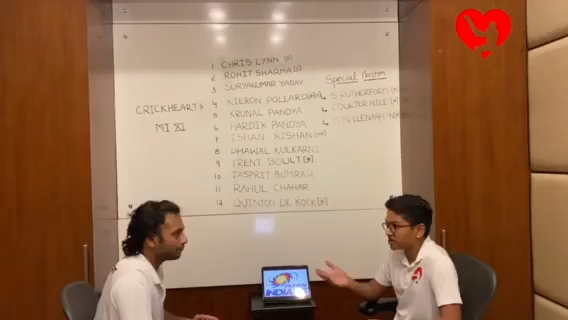 1 CHRIS LYNN [*]
2 ROHIT SHARMA (C)
3 SURYAKUMAR YADAV
4 KIERON POLLARD
5 KRUNAL PANDYA
6 HARDIK PANDYA
7 ISHAN KISHAN
8 DHAWAL KULKARNI
9 TRENT BOULT [*]
10 JASPRIT BUMRAH
11 RAHUL CHAHAR
12 QUINTON DE KOCK [*]
CRICKHEARTS
MI XI
Special Mention
↳ S. RUTHERFORD [*]
↳ COULTER NILE [*]
INDIANS